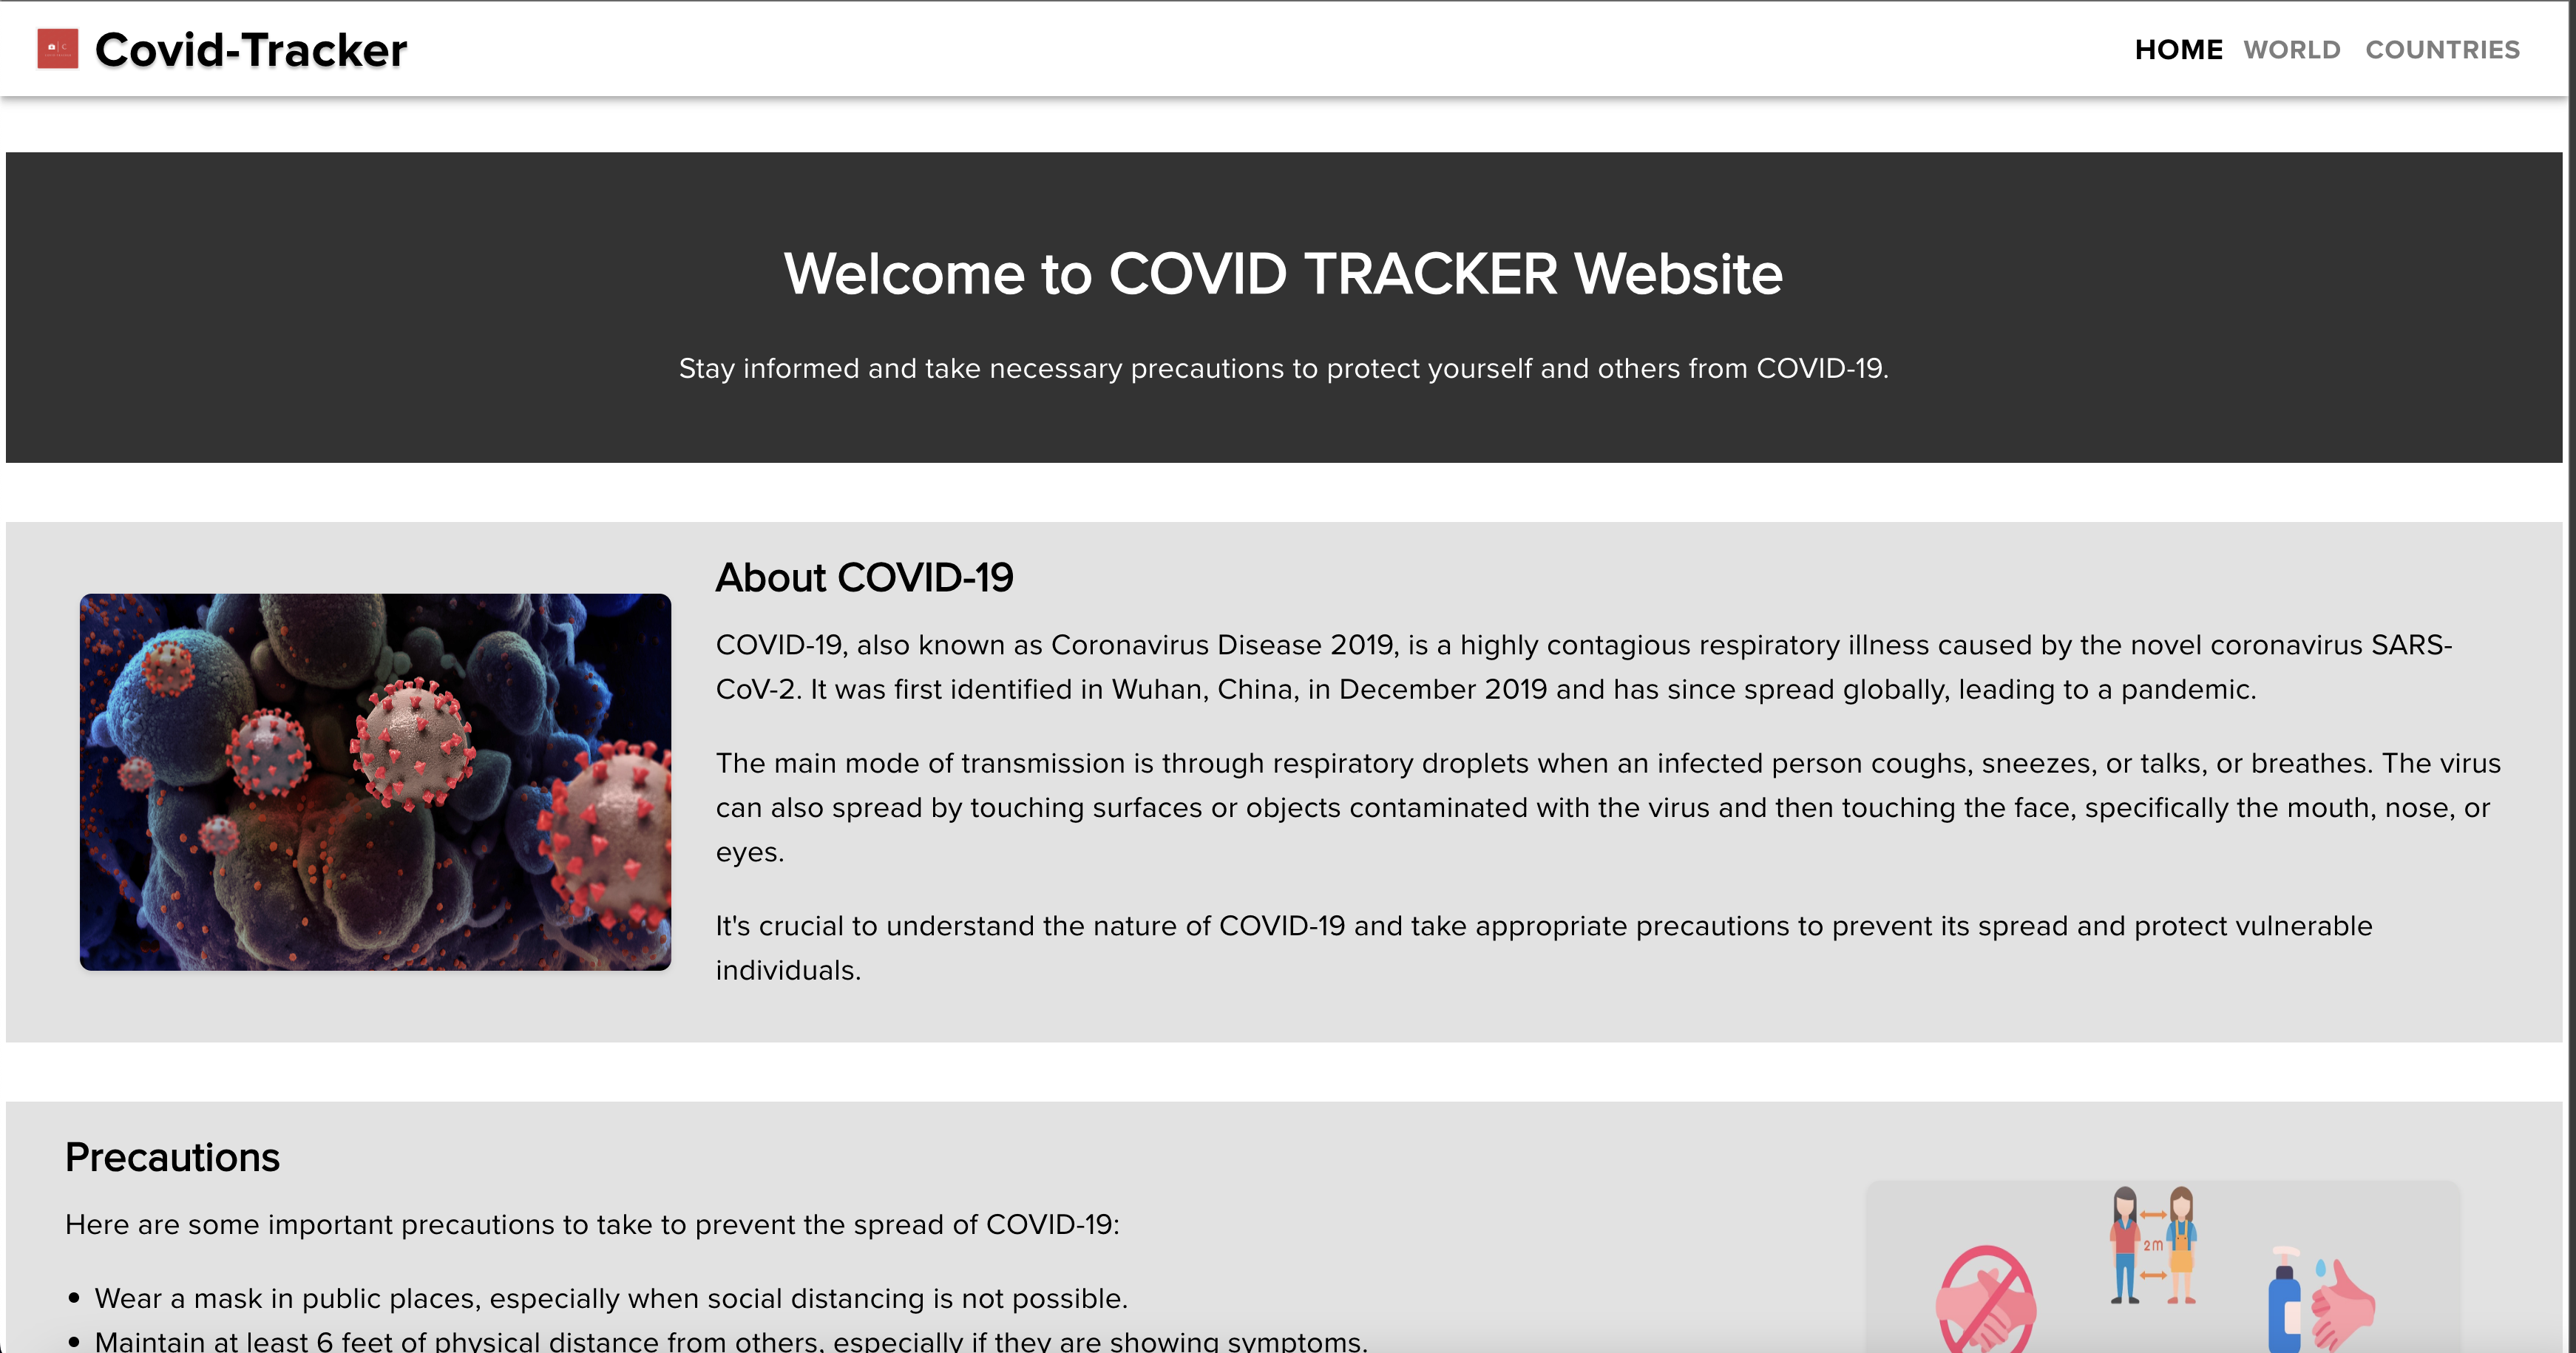 Covid-Tracker
HOME WORLD COUNTRIES
Welcome to COVID TRACKER Website
Stay informed and take necessary precautions to protect yourself and others from COVID-19.
About COVID-19
COVID-19, also known as Coronavirus Disease 2019, is a highly contagious respiratory illness caused by the novel coronavirus SARS-
CoV-2. It was first identified in Wuhan, China, in December 2019 and has since spread globally, leading to a pandemic.
The main mode of transmission is through respiratory droplets when an infected person coughs, sneezes, or talks, or breathes. The virus
can also spread by touching surfaces or objects contaminated with the virus and then touching the face, specifically the mouth, nose, or
eyes.
It's crucial to understand the nature of COVID-19 and take appropriate precautions to prevent its spread and protect vulnerable
individuals.
Precautions
Here are some important precautions to take to prevent the spread of COVID-19:
• Wear a mask in public places, especially when social distancing is not possible.
• Maintain at least 6 feet of physical distance from others, especially if they are showing symptoms.
2M